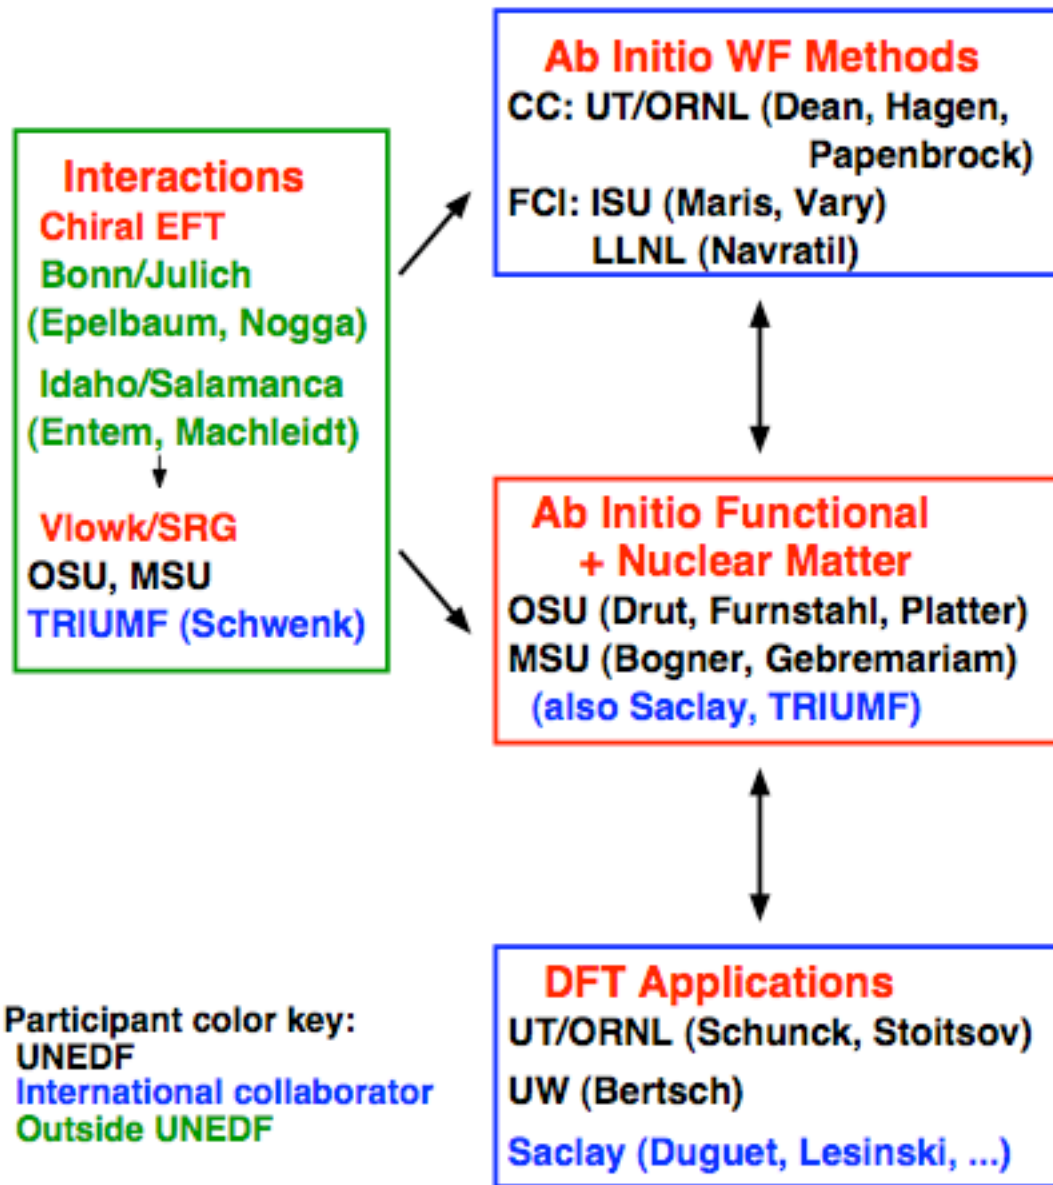 Interactions
Chiral EFT
Bonn/Julich
(Epelbaum, Nogga)
Idaho/Salamanca
(Entem, Machleidt)
Vlowk/SRG
OSU, MSU
TRIUMF (Schwenk)
Ab Initio WF Methods
CC: UT/ORNL (Dean, Hagen,
Papenbrock)
FCI: ISU (Maris, Vary)
LLNL (Navratil)
Ab Initio Functional
+ Nuclear Matter
OSU (Drut, Furnstahl, Platter)
MSU (Bogner, Gebremariam)
(also Saclay, TRIUMF)
DFT Applications
UT/ORNL (Schunck, Stoitsov)
UW (Bertsch)
Saclay (Duguet, Lesinski, ...)
Participant color key:
UNEDF
International collaborator
Outside UNEDF